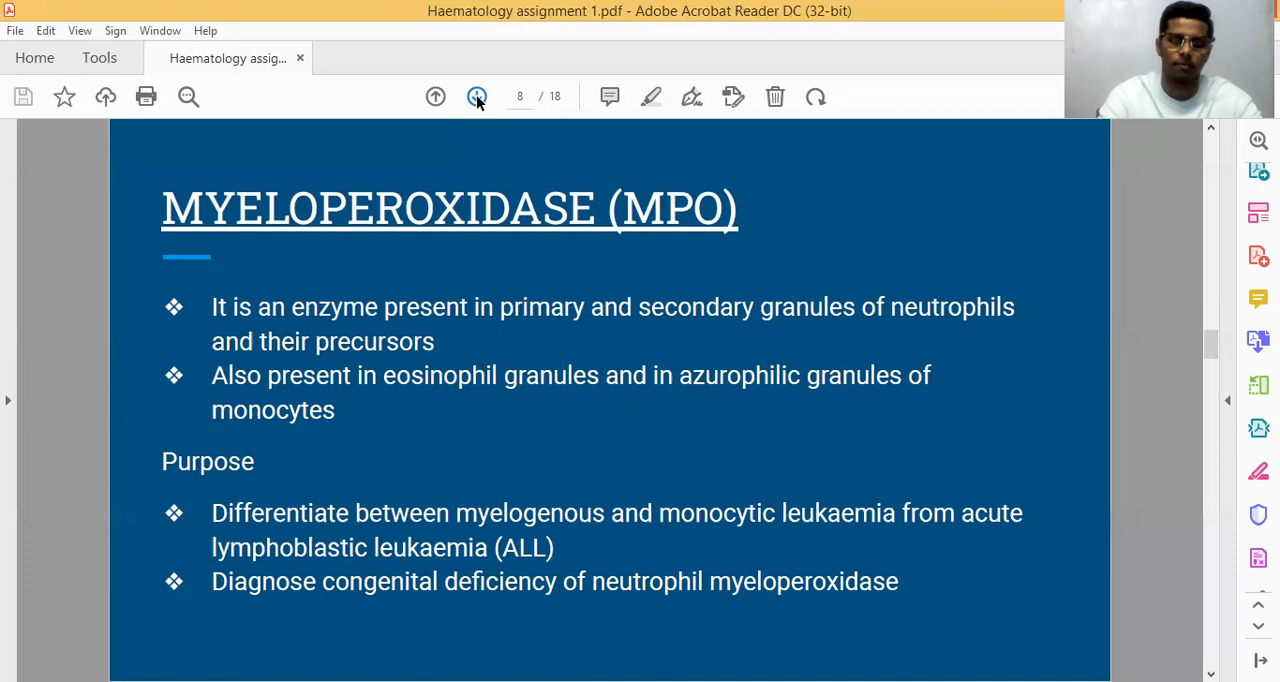 Haematology assignment 1.pdf - Adobe Acrobat Reader DC (32-bit)
File Edit View Sign Window Help
Home Tools Haematology assig... ×
8 / 18
MYELOPEROXIDASE (MPO)
❖ It is an enzyme present in primary and secondary granules of neutrophils
and their precursors
❖ Also present in eosinophil granules and in azurophilic granules of
monocytes
Purpose
❖ Differentiate between myelogenous and monocytic leukaemia from acute
lymphoblastic leukaemia (ALL)
❖ Diagnose congenital deficiency of neutrophil myeloperoxidase